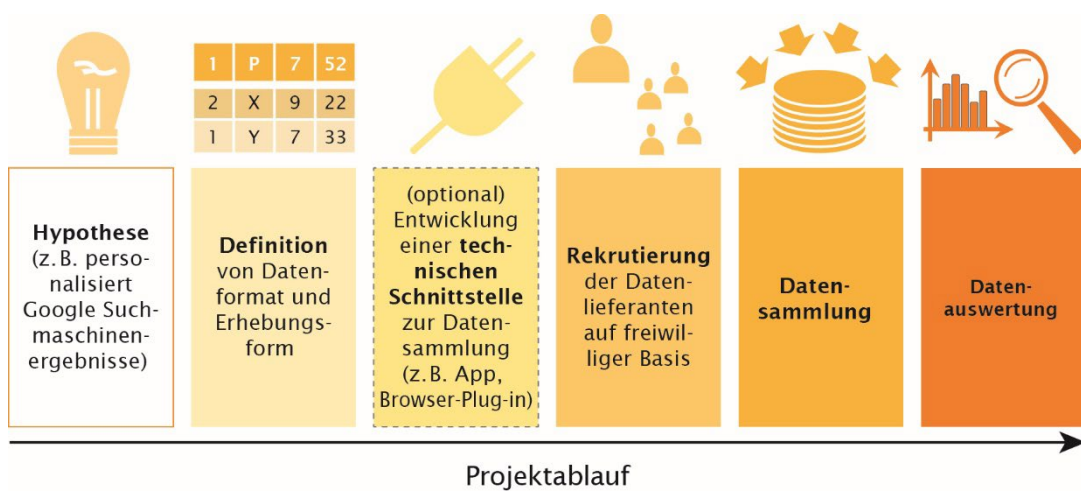 1 P 7 52
2 X 9 22
1 Y 7 33
Hypothese
(z.B. perso-
nalisiert
Google Such-
maschinen-
ergebnisse)
Definition
von Daten-
format und
Erhebungs-
form
(optional)
Entwicklung
einer tech-
nischen
Schnittstelle
zur Daten-
sammlung
(z.B. App,
Browser-Plug-in)
Rekrutierung
der Daten-
lieferanten
auf freiwil-
liger Basis
Daten-
sammlung
Daten-
auswertung
Projektablauf